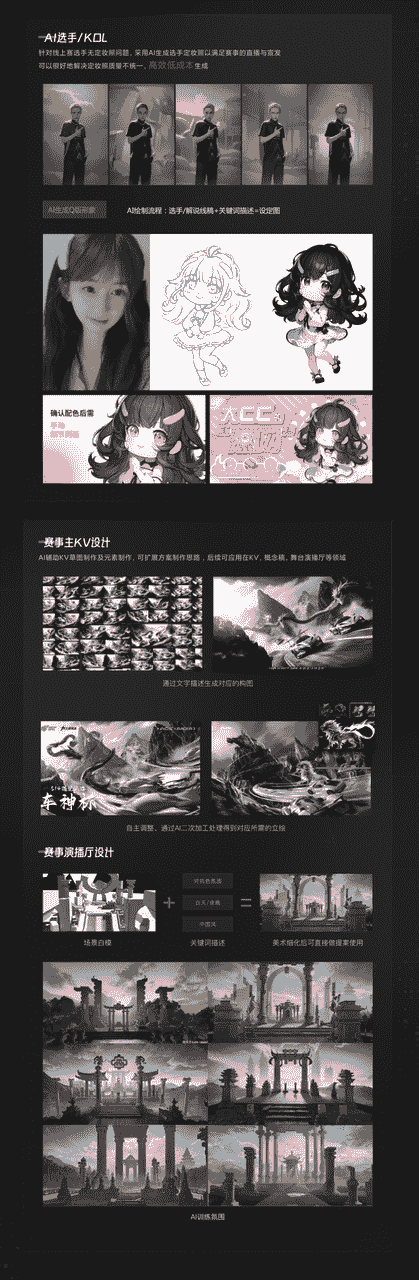 AI选手/KOL
针对线上赛选手无定妆照问题，采用AI生成选手定妆照以满足赛事的直播与宣发
可以很好地解决定妆照质量不统一，高效低成本生成
AI生成Q版形象
AI绘制流程：选手/解说线稿+关键词描述=设定图
确认配色后需
手动
赛事主KV设计
AI辅助KV草图制作及元素制作，可扩展方案制作思路，后续可应用在KV，概念稿，舞台演播厅等领域
通过文字描述生成对应的构图
车神标
自主调整、通过AI二次加工处理得到对应所需的立绘
赛事演播厅设计
+
对抗色氛围
白天/夜晚
中国风
=
场景白模
关键词描述
美术细化后可直接做提案使用
AI训练氛围